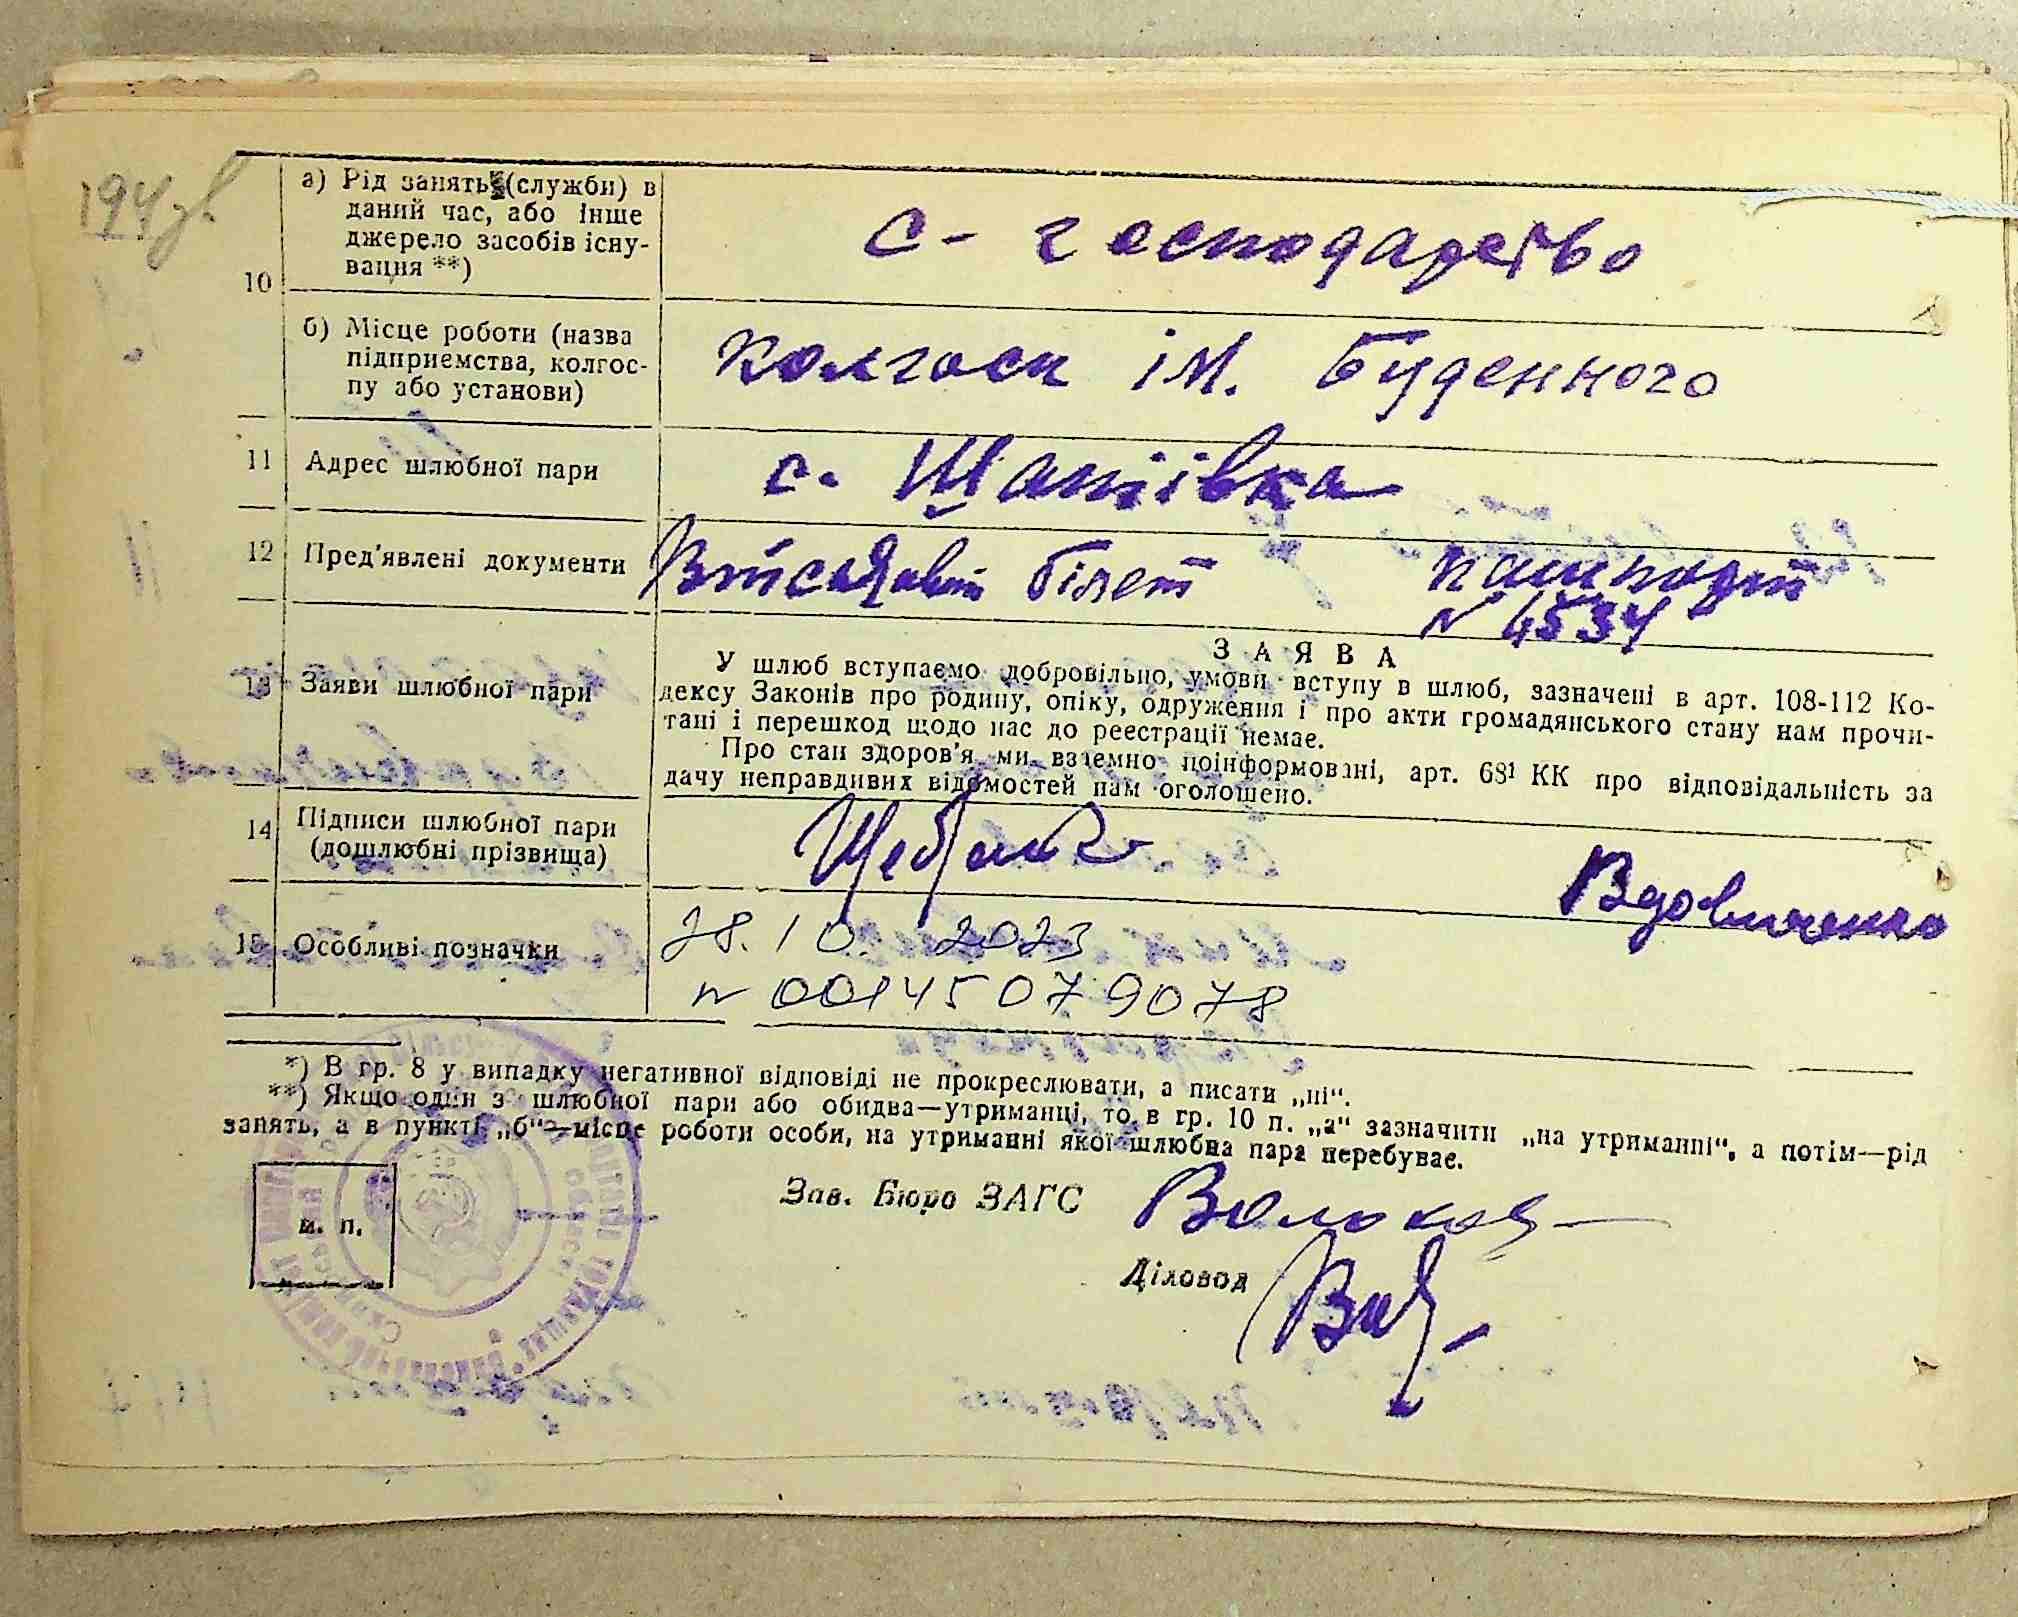 194 зв
10
а) Рід занять (служби) в
даний час, або інше
джерело засобів існу-
вання **)
с - господарство
б) Місце роботи (назва
підприємства, колгос-
пу або установи)
колгосп ім. Буденного
11 Адрес шлюбної пари
с.
12 Пред'явлені документи
білет пашпорт
N 4534
13 Заяви шлюбної пари
ЗАЯВА
У шлюб вступаємо добровільно, умови вступу в шлюб, зазначені в арт. 108-112 Ко-
дексу Законів про родину, опіку, одруження і про акти громадянського стану нам прочи-
тані і перешкод щодо нас до реєстрації немає.
Про стан здоров'я ми взаємно поінформовані, арт. 68¹ КК про відповідальність за
дачу неправдивих відомостей нам оголошено.
14 Підписи шлюбної пари
(дошлюбні прізвища)
Вдовиченко
15 Особливі позначки
28.10.2023
N 00145079078
*) В гр. 8 у випадку негативної відповіді не прокреслювати, а писати „ні“.
**) Якщо один з шлюбної пари або обидва—утриманці, то в гр. 10 п. „а“ зазначити „на утриманні“, а потім—рід
занять, а в пункті „б“—місце роботи особи, на утриманні якої шлюбна пара перебуває.
м. п.
Зав. Бюро ЗАГС
Діловод